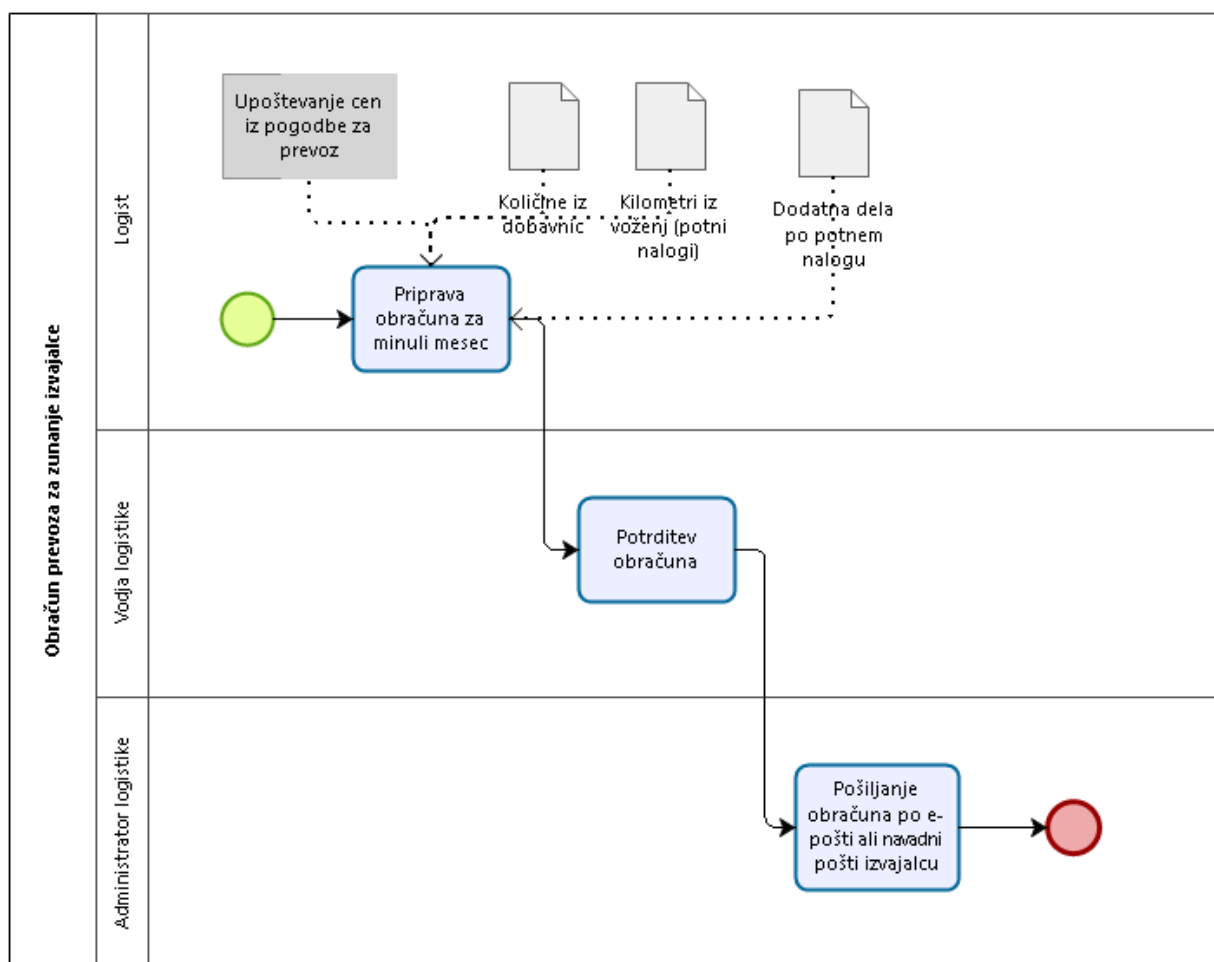 Obračun prevoza za zunanje izvajalce
Logist
Upoštevanje cen
iz pogodbe za
prevoz
Količine iz
dobavnic
Kilometri iz
voženj (potni
nalogi)
Dodatna dela
po potnem
nalogu
Priprava
obračuna za
minuli mesec
Vodja logistike
Potrditev
obračuna
Administrator logistike
Pošiljanje
obračuna po e-
pošti ali navadni
pošti izvajalcu